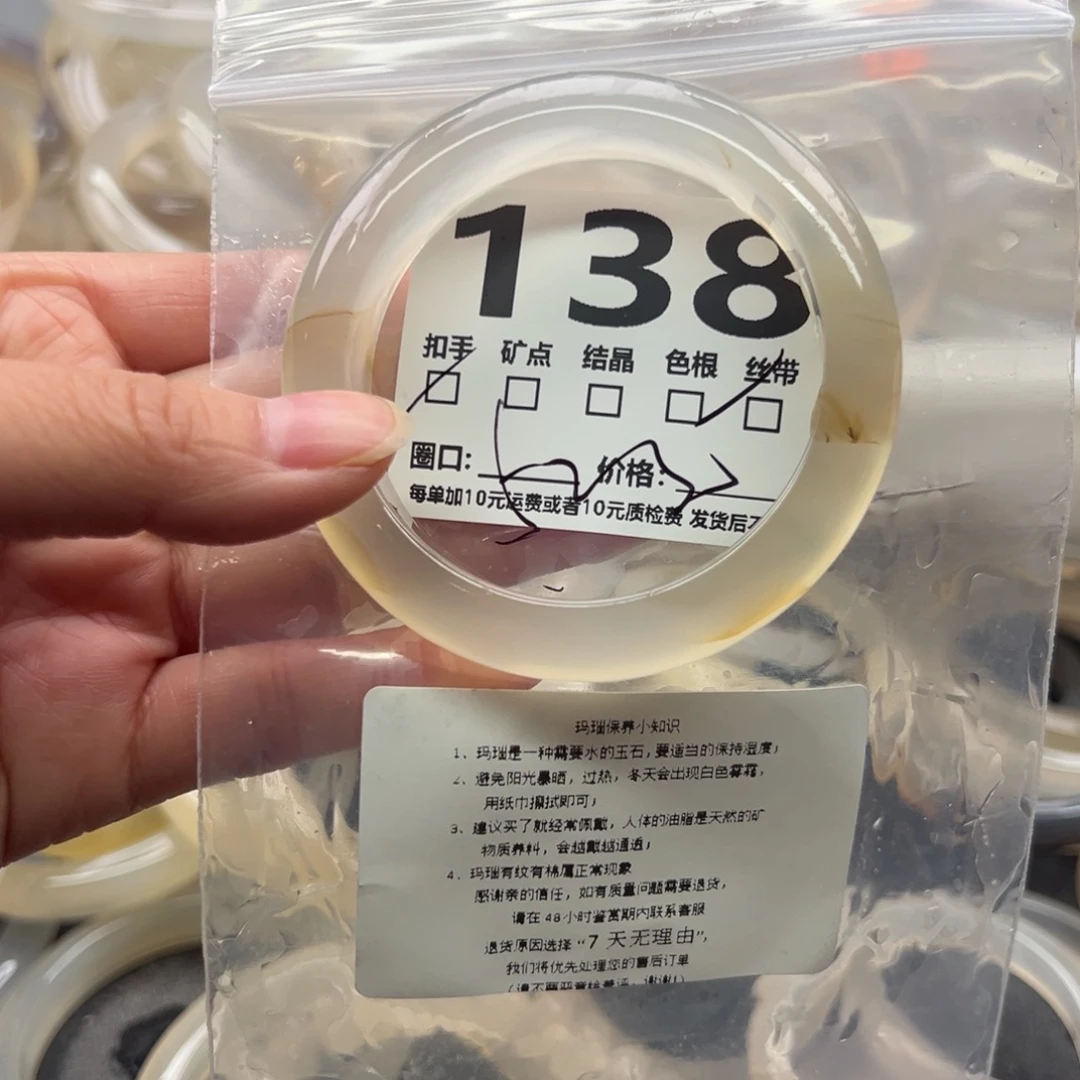 138
扣手 矿点 结晶 色根 丝带
圈口: 价格:
每单加10元运费或者10元质检费 发货后
玛瑙保养小知识
1、玛瑙是一种需要水的玉石,要适当的保持湿度;
2、避免阳光暴晒,过热,冬天会出现白色雾霜,
用纸巾擦拭即可;
3、建议买了就经常佩戴,人体的油脂是天然的矿
物质养料,会越戴越通透;
4、玛瑙有纹有棉属正常现象
感谢亲的信任,如有质量问题需要退货,
请在48小时鉴赏期内联系客服
退货原因选择“7天无理由”,
我们将优先处理您的售后订单